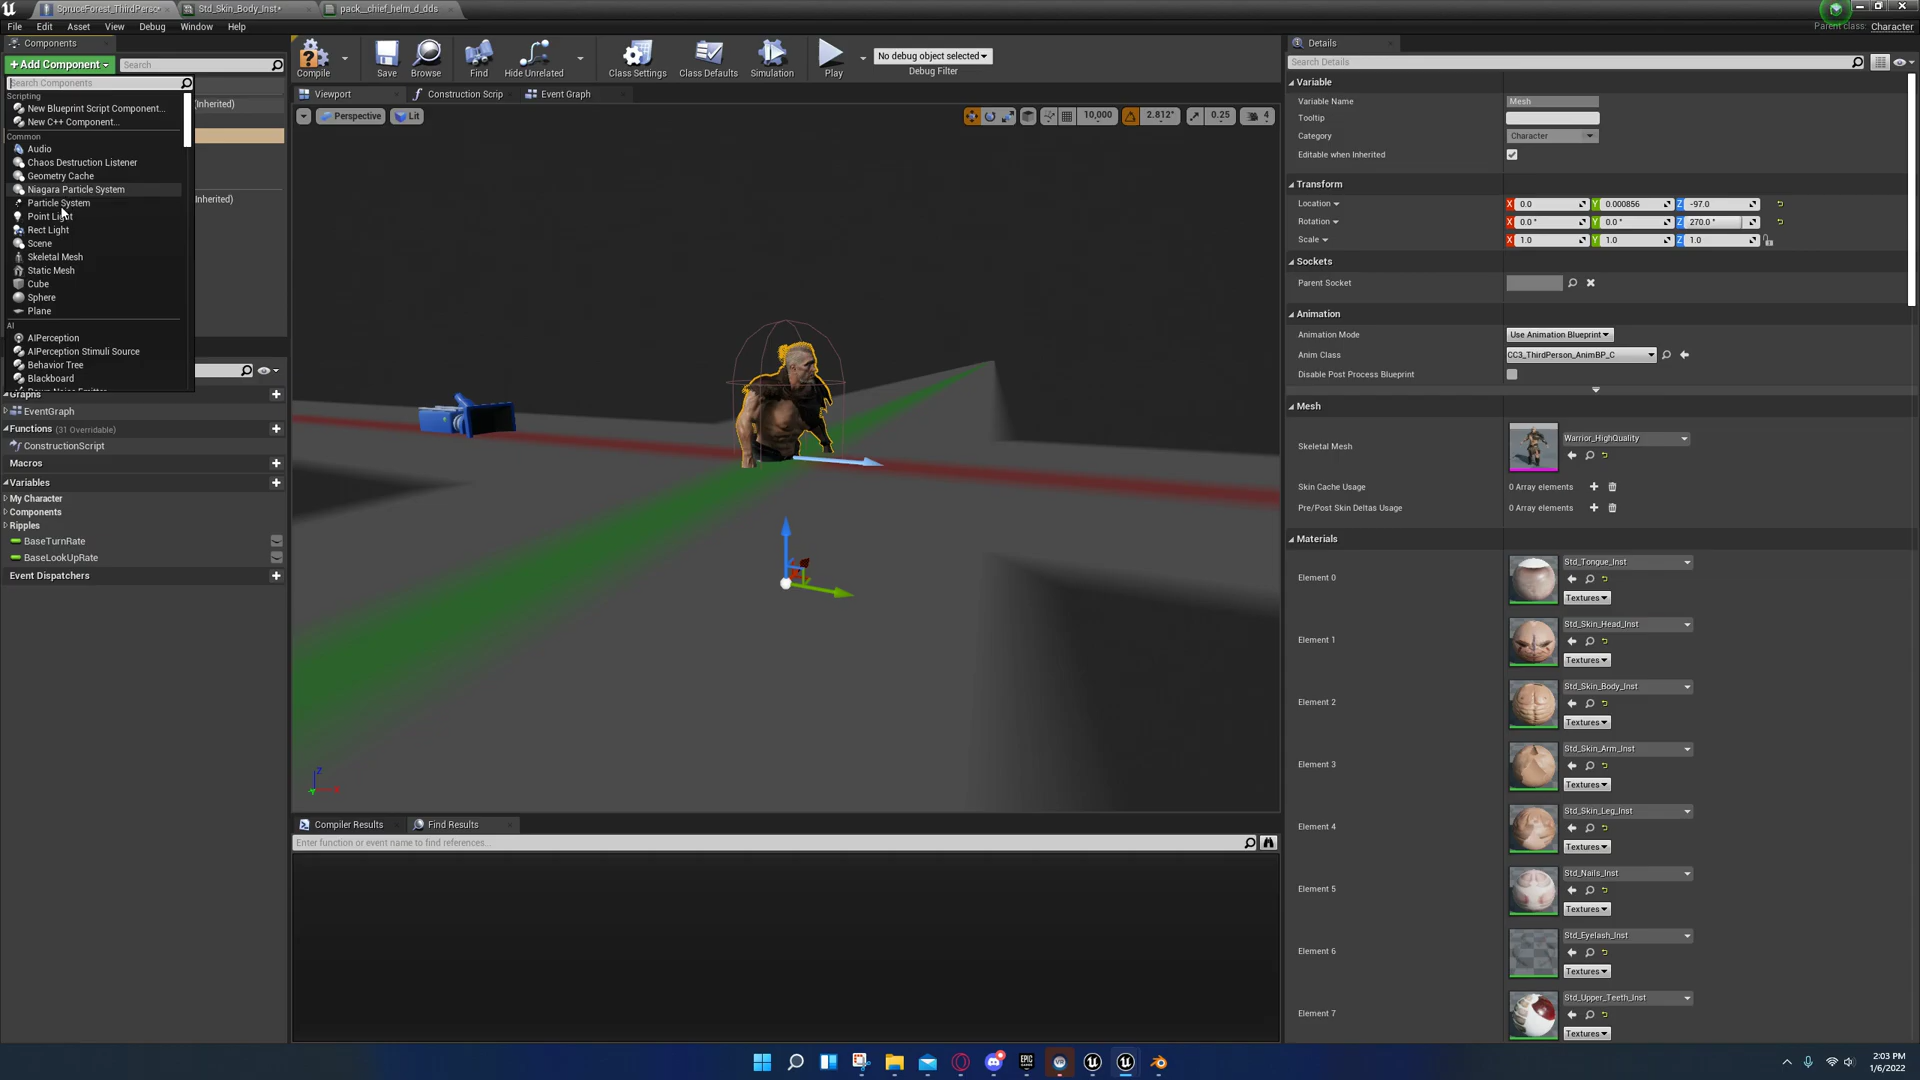 SpruceForest_ThirdPerso
Std_Skin_Body_Inst*
pack__chief_helm_d_dds
File
Edit
Asset
View
Debug
Window
Help
Parent class: Character
Components
+Add Component
Search
Search Components
Scripting
New Blueprint Script Component...
New C++ Component...
Common
Audio
Chaos Destruction Listener
Geometry Cache
Niagara Particle System
Particle System
Point Light
Rect Light
Scene
Skeletal Mesh
Static Mesh
Cube
Sphere
Plane
AI
AIPerception
AIPerception Stimuli Source
Behavior Tree
Blackboard
(Inherited)
Inherited)
Graphs
EventGraph
Functions (31 Overridable)
ConstructionScript
Macros
Variables
My Character
Components
Ripples
BaseTurnRate
BaseLookUpRate
Event Dispatchers
Compile
Save
Browse
Find
Hide Unrelated
Class Settings
Class Defaults
Simulation
Play
No debug object selected
Debug Filter
Viewport
Construction Scrip
Event Graph
Perspective
Lit
10,000
2.812°
0.25
4
Z
Compiler Results
Find Results
Enter function or event name to find references...
Details
Search Details
Variable
Variable Name
Mesh
Tooltip
Category
Character
Editable when Inherited
Transform
Location
X 0.0
Y 0.000856
Z -97.0
Rotation
X 0.0 °
Y 0.0 °
Z 270.0 °
Scale
X 1.0
Y 1.0
Z 1.0
Sockets
Parent Socket
Animation
Animation Mode
Use Animation Blueprint
Anim Class
CC3_ThirdPerson_AnimBP_C
Disable Post Process Blueprint
Mesh
Skeletal Mesh
Warrior_HighQuality
Skin Cache Usage
0 Array elements
Pre/Post Skin Deltas Usage
0 Array elements
Materials
Element 0
Std_Tongue_Inst
Textures
Element 1
Std_Skin_Head_Inst
Textures
Element 2
Std_Skin_Body_Inst
Textures
Element 3
Std_Skin_Arm_Inst
Textures
Element 4
Std_Skin_Leg_Inst
Textures
Element 5
Std_Nails_Inst
Textures
Element 6
Std_Eyelash_Inst
Textures
Element 7
Std_Upper_Teeth_Inst
Textures
EPIC
2:03 PM
1/6/2022